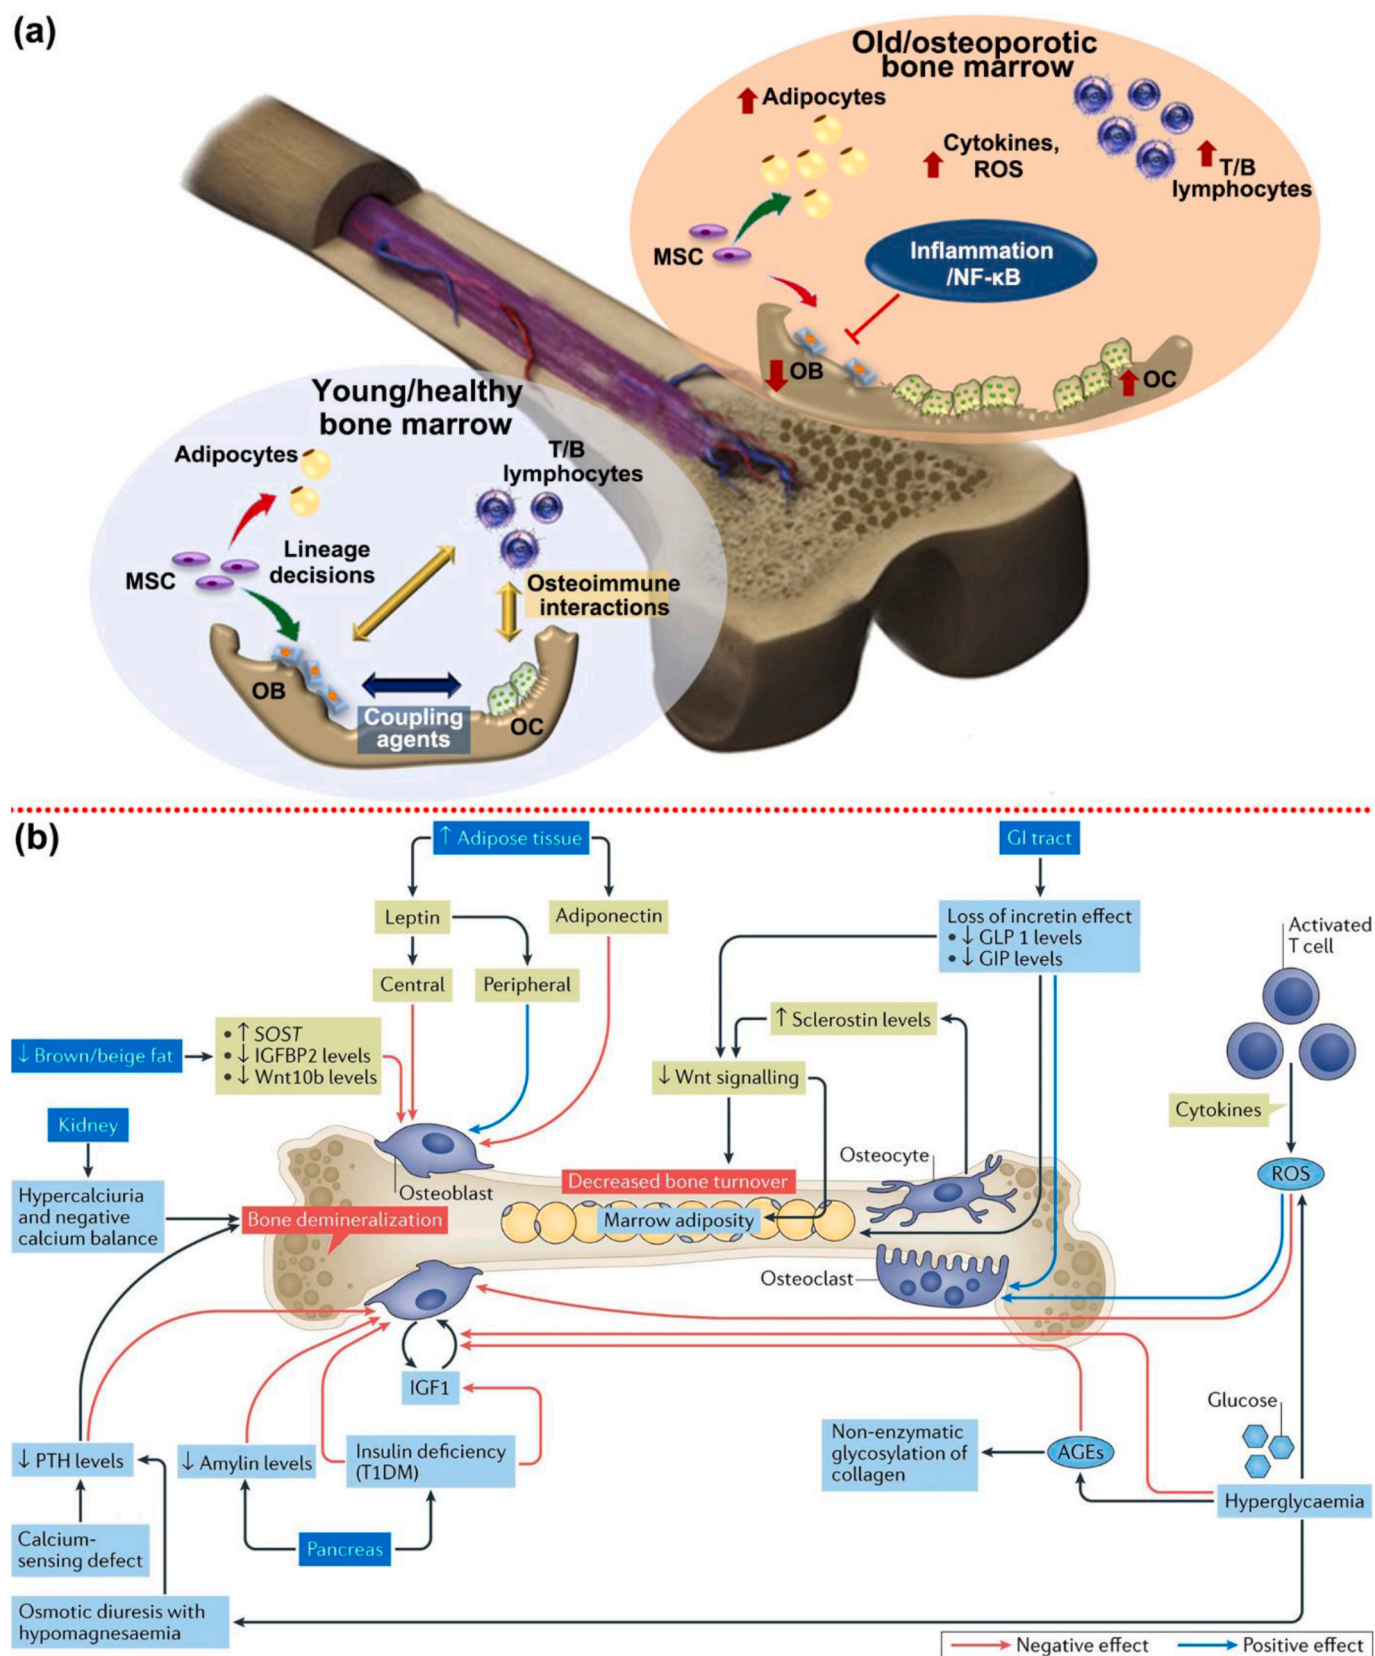 (a)
Old/osteoporotic
bone marrow
Adipocytes
Cytokines,
ROS
T/B
lymphocytes
MSC
Inflammation
/NF-κB
OB
OC
Young/healthy
bone marrow
Adipocytes
T/B
lymphocytes
Lineage
decisions
MSC
Osteoimmune
interactions
OB
Coupling
agents
OC
(b)
↑ Adipose tissue
GI tract
Leptin
Adiponectin
Loss of incretin effect
• ↓ GLP 1 levels
• ↓ GIP levels
Activated
T cell
Central
Peripheral
↑ Sclerostin levels
↓ Brown/beige fat
• ↑ SOST
• ↓ IGFBP2 levels
• ↓ Wnt10b levels
↓ Wnt signalling
Cytokines
Kidney
Osteocyte
ROS
Hypercalciuria
and negative
calcium balance
Osteoblast
Decreased bone turnover
Bone demineralization
Marrow adiposity
Osteoclast
IGF1
Glucose
↓ PTH levels
↓ Amylin levels
Insulin deficiency
(T1DM)
Non-enzymatic
glycosylation of
collagen
AGEs
Hyperglycaemia
Calcium-
sensing defect
Pancreas
Osmotic diuresis with
hypomagnesaemia
Negative effect
Positive effect